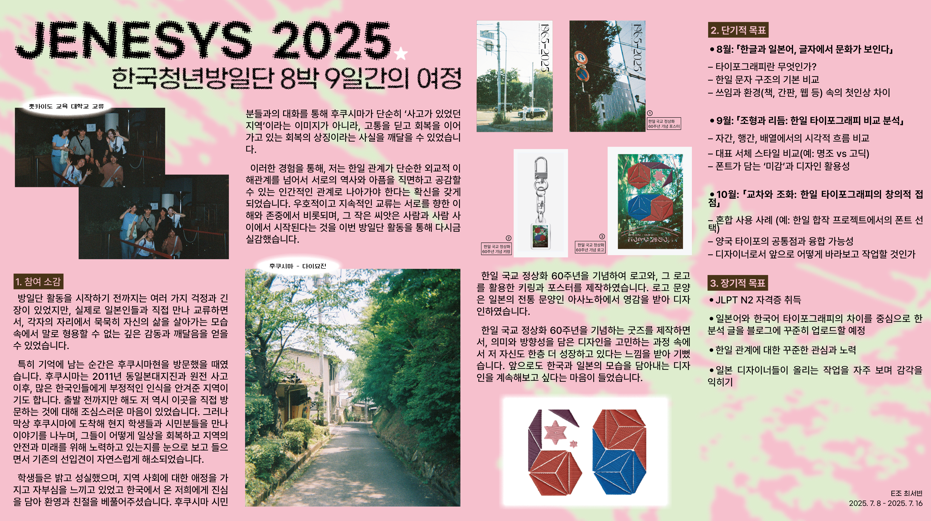 JENESYS 2025
한국청년방일단 8박 9일간의 여정
홋카이도 교육 대학교 교류
1. 참여 소감
방일단 활동을 시작하기 전까지는 여러 가지 걱정과 긴
장이 있었지만, 실제로 일본인들과 직접 만나 교류하면
서, 각자의 자리에서 묵묵히 자신의 삶을 살아가는 모습
속에서 말로 형용할 수 없는 깊은 감동과 깨달음을 얻을
수 있었습니다.
특히 기억에 남는 순간은 후쿠시마현을 방문했을 때였
습니다. 후쿠시마는 2011년 동일본대지진과 원전 사고
이후, 많은 한국인들에게 부정적인 인식을 안겨준 지역이
기도 합니다. 출발 전까지만 해도 저 역시 이곳을 직접 방
문하는 것에 대해 조심스러운 마음이 있었습니다. 그러나
막상 후쿠시마에 도착해 현지 학생들과 시민분들을 만나
이야기를 나누며, 그들이 어떻게 일상을 회복하고 지역의
안전과 미래를 위해 노력하고 있는지를 눈으로 보고 들으
면서 기존의 선입견이 자연스럽게 해소되었습니다.
학생들은 밝고 성실했으며, 지역 사회에 대한 애정을 가
지고 자부심을 느끼고 있었고 한국에서 온 저희에게 진심
을 담아 환영과 친절을 베풀어주셨습니다. 후쿠시마 시민
분들과의 대화를 통해 후쿠시마가 단순히 '사고가 있었던
지역'이라는 이미지가 아니라, 고통을 딛고 회복을 이어
가고 있는 회복의 상징이라는 사실을 깨달을 수 있었습니
다.
이러한 경험을 통해, 저는 한일 관계가 단순한 외교적 이
해관계를 넘어서 서로의 역사와 아픔을 직면하고 공감할
수 있는 인간적인 관계로 나아가야 한다는 확신을 갖게
되었습니다. 우호적이고 지속적인 교류는 서로를 향한 이
해와 존중에서 비롯되며, 그 작은 씨앗은 사람과 사람 사
이에서 시작된다는 것을 이번 방일단 활동을 통해 다시금
실감했습니다.
후쿠시마 - 다이묘진
①
한일 국교 정상화
60주년 기념 포스터
②
한일 국교 정상화
60주년 기념 키링
③
한일 국교 정상화
60주년 기념 로고
한일 국교 정상화 60주년을 기념하여 로고와, 그 로고
를 활용한 키링과 포스터를 제작하였습니다. 로고 문양
은 일본의 전통 문양인 아사노하에서 영감을 받아 디자
인하였습니다.
한일 국교 정상화 60주년을 기념하는 굿즈를 제작하면
서, 의미와 방향성을 담은 디자인을 고민하는 과정 속에
서 저 자신도 한층 더 성장하고 있다는 느낌을 받아 기뻤
습니다. 앞으로도 한국과 일본의 모습을 담아내는 디자
인을 계속해보고 싶다는 마음이 들었습니다.
2. 단기적 목표
● 8월: 「한글과 일본어, 글자에서 문화가 보인다」
– 타이포그래피란 무엇인가?
– 한일 문자 구조의 기본 비교
– 쓰임과 환경(책, 간판, 웹 등) 속의 첫인상 차이
● 9월: 「조형과 리듬: 한일 타이포그래피 비교 분석」
– 자간, 행간, 배열에서의 시각적 흐름 비교
– 대표 서체 스타일 비교(예: 명조 vs 고딕)
– 폰트가 담는 '미감'과 디자인 활용성
● 10월: 「교차와 조화: 한일 타이포그래피의 창의적 접
점」
– 혼합 사용 사례 (예: 한일 합작 프로젝트에서의 폰트 선
택)
– 양국 타이포의 공통점과 융합 가능성
– 디자이너로서 앞으로 어떻게 바라보고 작업할 것인가
3. 장기적 목표
● JLPT N2 자격증 취득
● 일본어와 한국어 타이포그래피의 차이를 중심으로 한
분석 글을 블로그에 꾸준히 업로드할 예정
● 한일 관계에 대한 꾸준한 관심과 노력
● 일본 디자이너들이 올리는 작업을 자주 보며 감각을
익히기
E조 최서빈
2025. 7. 8 - 2025. 7. 16